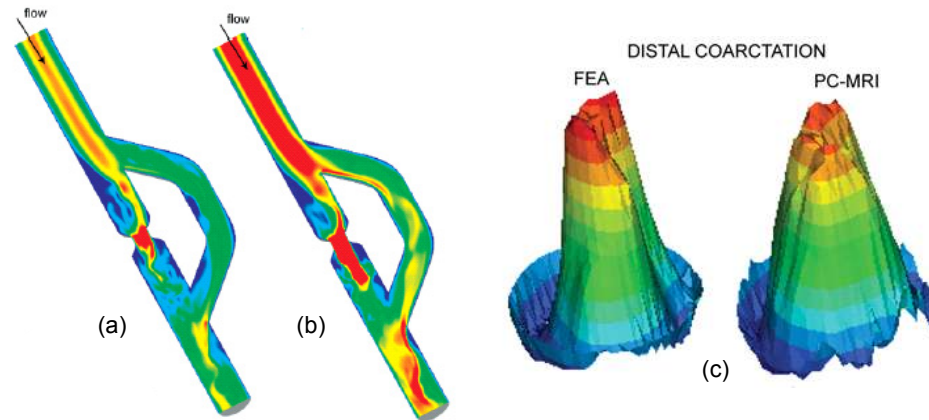 flow
flow
(a)
(b)
DISTAL COARCTATION
FEA
PC-MRI
(c)